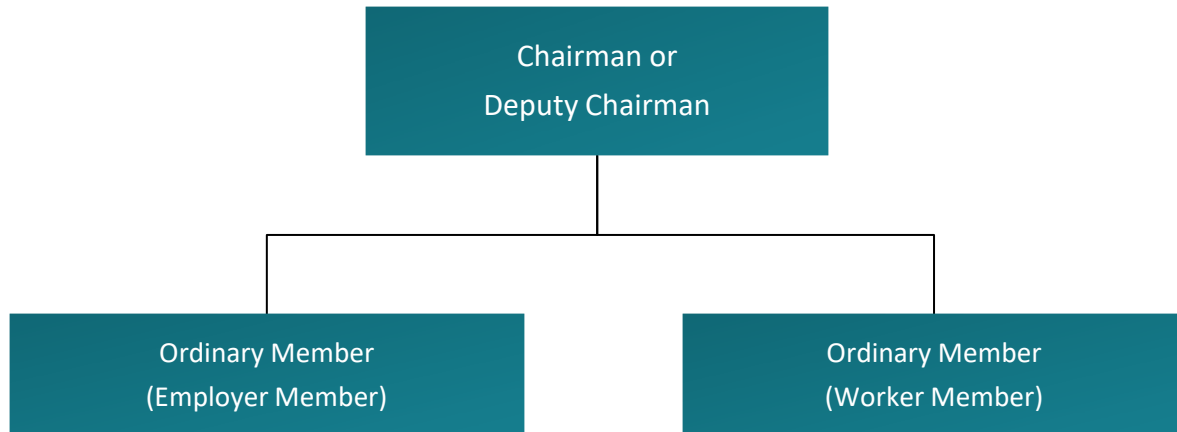 Chairman or
Deputy Chairman
Ordinary Member
(Employer Member)
Ordinary Member
(Worker Member)